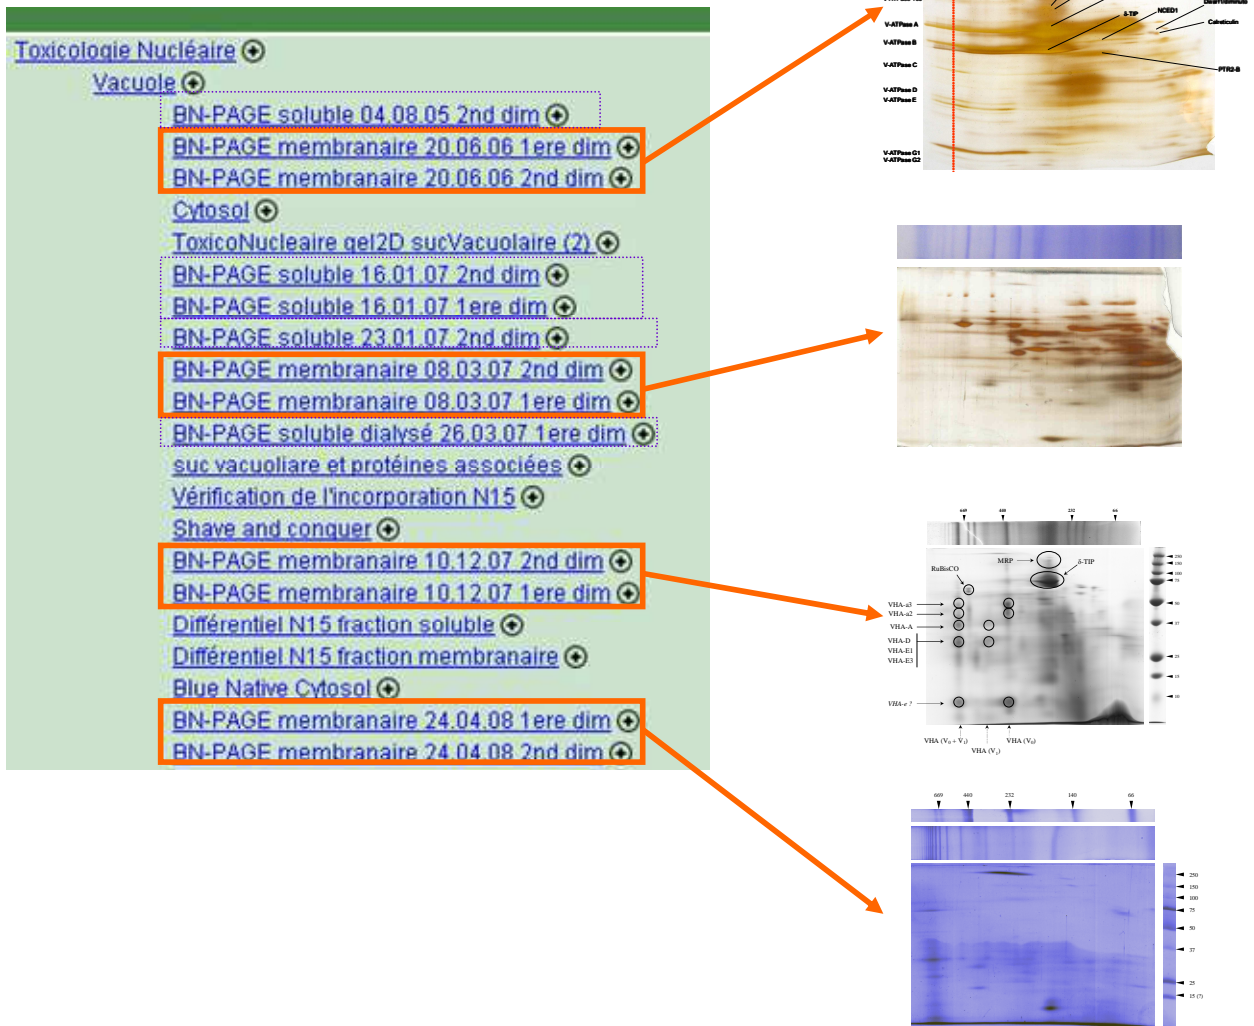 Toxicologie Nucléaire
Vacuole
BN-PAGE soluble 04.08.05 2nd dim
BN-PAGE membranaire 20.06.06 1ere dim
BN-PAGE membranaire 20.06.06 2nd dim
Cytosol
ToxicoNucleaire gel2D sucVacuolaire (2)
BN-PAGE soluble 16.01.07 2nd dim
BN-PAGE soluble 16.01.07 1ere dim
BN-PAGE soluble 23.01.07 2nd dim
BN-PAGE membranaire 08.03.07 2nd dim
BN-PAGE membranaire 08.03.07 1ere dim
BN-PAGE soluble dialysé 26.03.07 1ere dim
suc vacuoliare et protéines associées
Vérification de l'incorporation N15
Shave and conquer
BN-PAGE membranaire 10.12.07 2nd dim
BN-PAGE membranaire 10.12.07 1ere dim
Différentiel N15 fraction soluble
Différentiel N15 fraction membranaire
Blue Native Cytosol
BN-PAGE membranaire 24.04.08 1ere dim
BN-PAGE membranaire 24.04.08 2nd dim
V-ATPase A
V-ATPase B
V-ATPase C
V-ATPase D
V-ATPase E
V-ATPase G1
V-ATPase G2
δ-TIP
NCED1
Calreticulin
PTR2-B
669 440 232 66
MRP
δ-TIP
RuBisCO
VHA-a3
VHA-a2
VHA-A
VHA-D
VHA-E1
VHA-E3
VHA-e ?
VHA (V₀ + V₁)
VHA (V₁)
VHA (V₀)
250
150
100
75
50
37
25
15
10
669 440 232 140 66
250
150
100
75
50
37
25
15 (?)